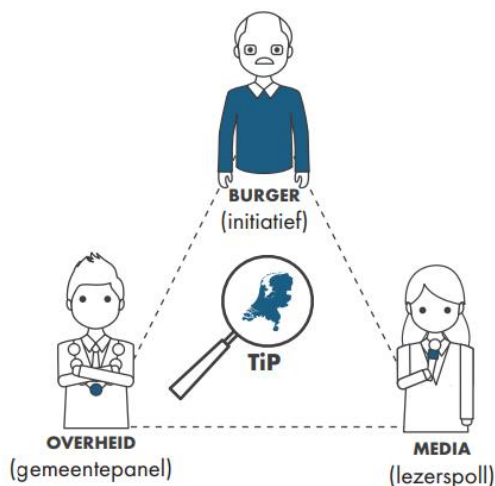 BURGER
(initiatief)
TiP
OVERHEID
(gemeentepanel)
MEDIA
(lezerspoll)